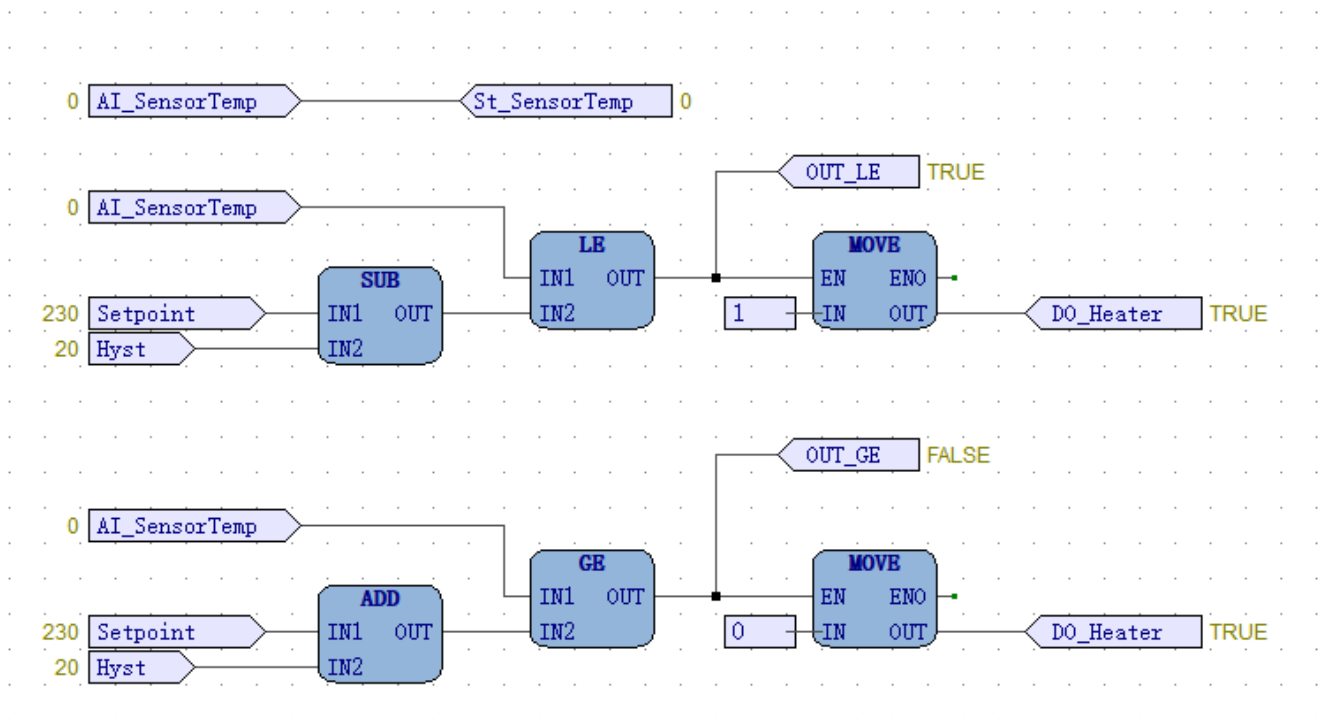 0 AI_SensorTemp St_SensorTemp 0
OUT_LE TRUE
0 AI_SensorTemp
LE
MOVE
SUB
IN1 OUT
EN ENO
230 Setpoint
IN1 OUT
IN2
1
IN OUT
DO_Heater TRUE
20 Hyst
IN2
OUT_GE FALSE
0 AI_SensorTemp
GE
MOVE
ADD
IN1 OUT
EN ENO
230 Setpoint
IN1 OUT
IN2
0
IN OUT
DO_Heater TRUE
20 Hyst
IN2